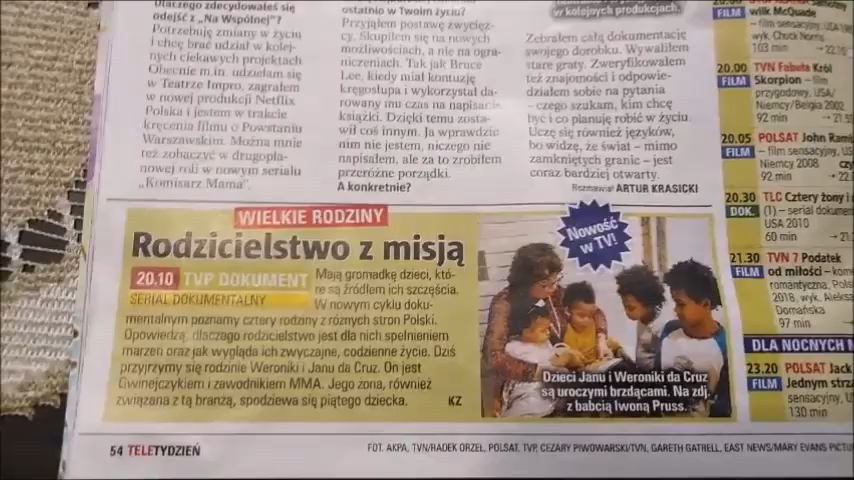 Dlaczego zdecydowałeś się
odejść z „Na Wspólnej”?
Potrzebuję zmiany w życiu
i chcę brać udział w kolej-
nych ciekawych projektach
Obecnie m.in. udzielam się
w Teatrze Impro, zagrałem
w nowej produkcji Netflix
Polska i jestem w trakcie
kręcenia filmu o Powstaniu
Warszawskim. Można mnie
też zobaczyć w drugopla-
nowej roli w nowym serialu
„Komisarz Mama”.
ostatnio w Twoim życiu?
Przyjąłem postawę zwycięz-
cy. Skupiłem się na nowych
możliwościach, a nie na ogra-
niczeniach. Tak jak Bruce
Lee, kiedy miał kontuzję
kręgosłupa i wykorzystał da-
rowany mu czas na napisanie
książki. Dzięki temu zosta-
wił coś innym. Ja wprawdzie
nim nie jestem, niczego nie
napisałem, ale za to zrobiłem
przeróżne porządki.
A konkretnie?
w kolejnych produkcjach.
Zebrałem całą dokumentację
swojego dorobku. Wywaliłem
stare graty. Zweryfikowałem
też znajomości i odpowie-
działem sobie na pytania
– czego szukam, kim chcę
być i co planuję robić w życiu.
Uczę się również języków,
bo widzę, że świat – mimo
zamkniętych granic – jest
coraz bardziej otwarty.
Rozmawiał ARTUR KRASICKI
WIELKIE RODZINY
Rodzicielstwo z misją
20.10 TVP DOKUMENT
SERIAL DOKUMENTALNY
Mają gromadkę dzieci, któ-
re są źródłem ich szczęścia.
W nowym cyklu doku-
mentalnym poznamy cztery rodziny z różnych stron Polski.
Opowiedzą, dlaczego rodzicielstwo jest dla nich spełnieniem
marzeń oraz jak wygląda ich zwyczajne, codzienne życie. Dziś
przyjrzymy się rodzinie Weroniki i Janu da Cruz. On jest
Gwinejczykiem i zawodnikiem MMA. Jego żona, również
związana z tą branżą, spodziewa się piątego dziecka. KZ
Nowość
w TV!
Dzieci Janu i Weroniki da Cruz
są uroczymi brzdącami. Na zdj.
z babcią Iwoną Pruss.
54 TELETYDZIEŃ
FOT. AKPA, TVN/RADEK ORZEŁ, POLSAT, TVP, CEZARY PIWOWARSKI/TVN, GARETH GATRELL, EAST NEWS/MARY EVANS PICTU
FILM wilk McQuade
– film sensacyjny, USA
wyk. Chuck Norris
103 min
20.00 TVN Fabuła Król
FILM Skorpion – film
przygodowy, USA/
Niemcy/Belgia 2002
92 min
20.05 POLSAT John Ram
FILM – film sensacyjny, US
Niemcy 2008
92 min
20.30 TLC Cztery żony i
DOK. (1) – serial dokument
USA 2010
60 min
21.30 TVN 7 Podatek
FILM od miłości – kom
romantyczna, Pol
2018, wyk. Aleksa
Domańska
97 min
DLA NOCNYCH M
23.20 POLSAT Jack
FILM Jednym strza
sensacyjny, US
130 min